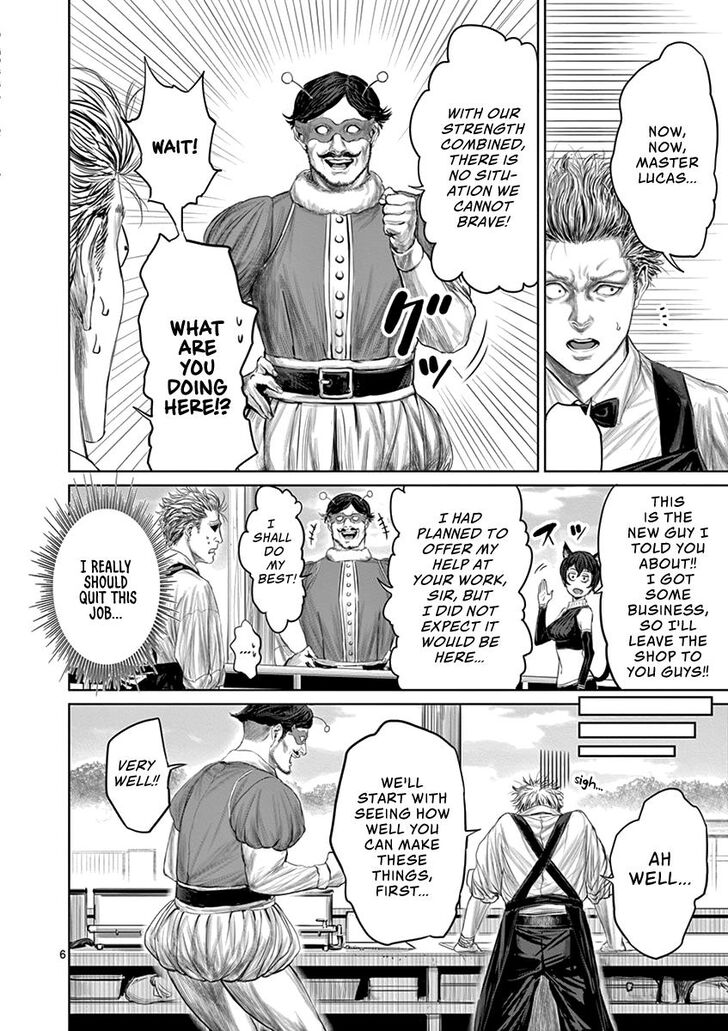 NOW,
NOW,
MASTER
LUCAS...
WITH OUR
STRENGTH
COMBINED,
THERE IS
NO SITU-
ATION WE
CANNOT
BRAVE!
グッ
WAIT!
WHAT
ARE
YOU
DOING
HERE!?
THIS
IS THE
NEW GUY I
TOLD YOU
ABOUT!!
I GOT
SOME
BUSINESS,
SO I'LL
LEAVE THE
SHOP TO
YOU GUYS!!
I HAD
PLANNED TO
OFFER MY
HELP AT
YOUR WORK,
SIR, BUT
I DID NOT
EXPECT IT
WOULD BE
HERE...
I
SHALL
DO MY
BEST!
...
I REALLY
SHOULD
QUIT THIS
JOB...
sigh...
AH
WELL...
WE'LL
START WITH
SEEING HOW
WELL YOU
CAN MAKE
THESE
THINGS,
FIRST...
VERY
WELL!!
6